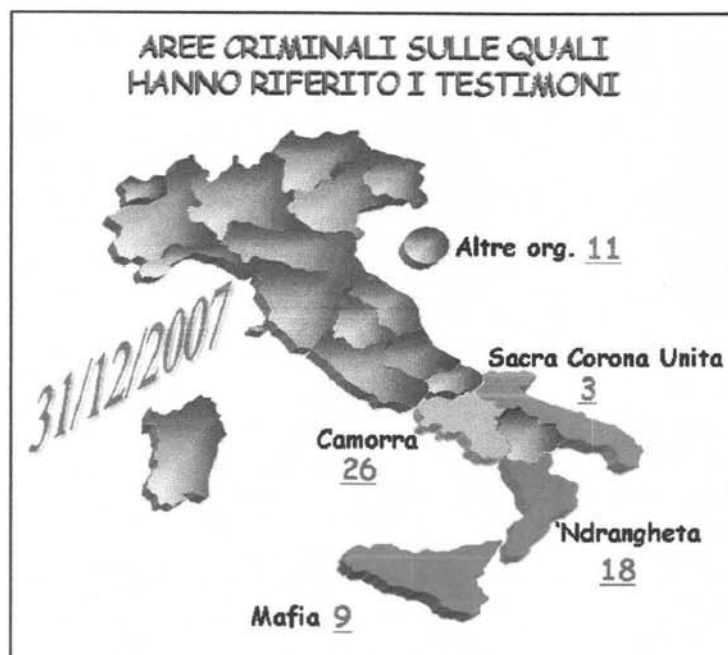 AREE CRIMINALI SULLE QUALI
HANNO RIFERITO I TESTIMONI
Altre org. 11
31/12/2007
Sacra Corona Unita
3
Camorra
26
'Ndrangheta
18
Mafia 9